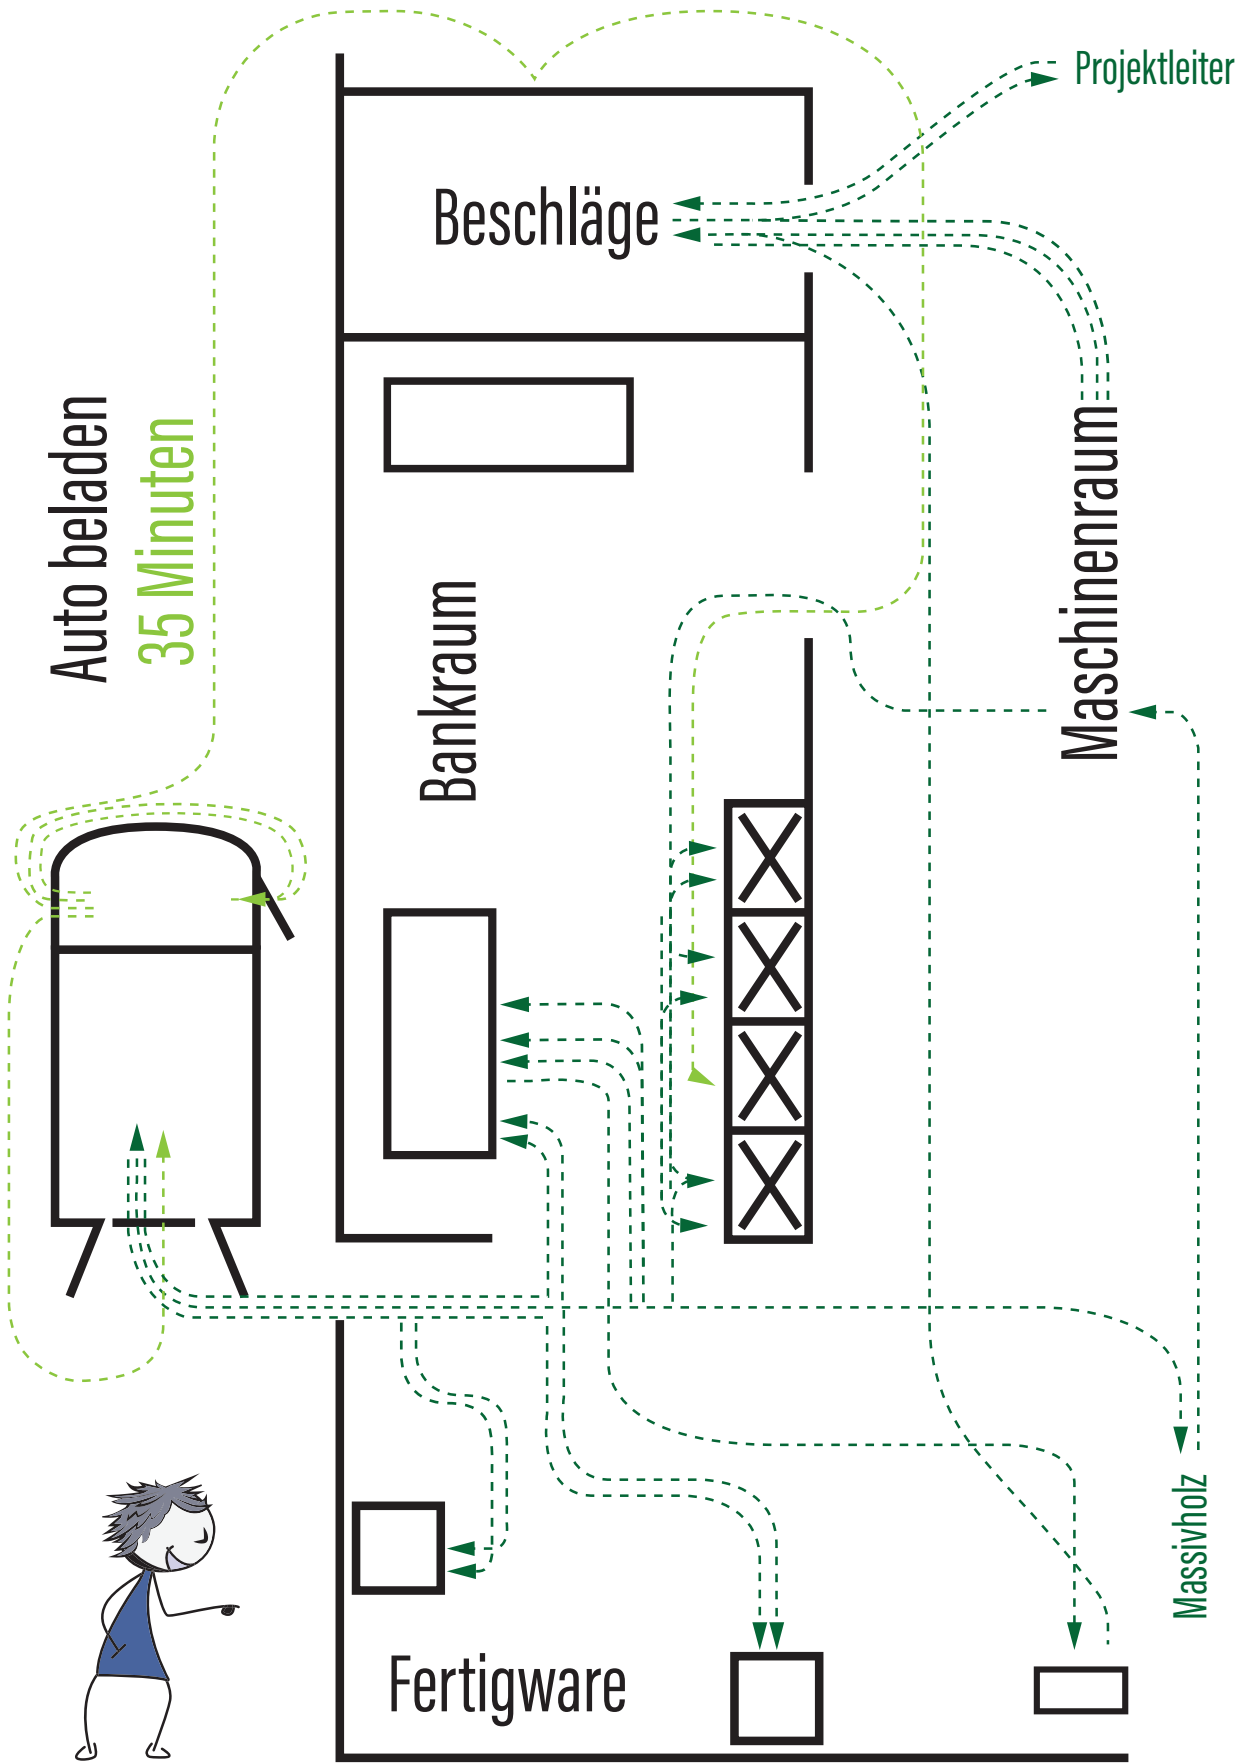 Projektleiter
Beschläge
Auto beladen
35 Minuten
Bankraum
Maschinenraum
Massivholz
Fertigware